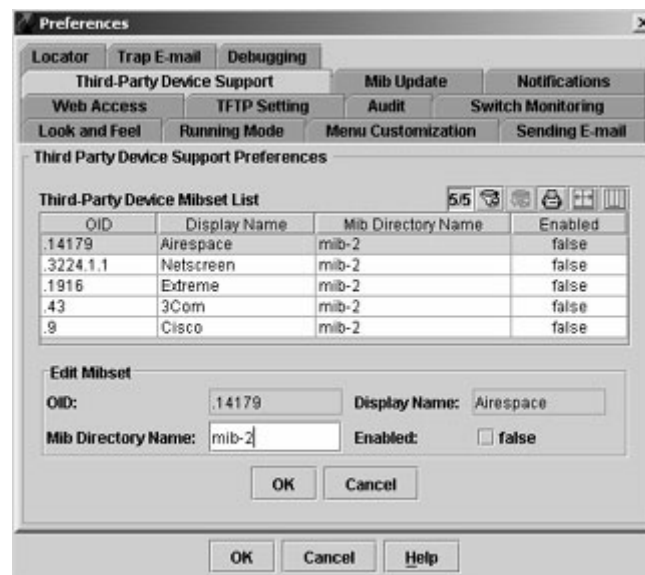 Preferences
Locator Trap E-mail Debugging
Third-Party Device Support Mib Update Notifications
Web Access TFTP Setting Audit Switch Monitoring
Look and Feel Running Mode Menu Customization Sending E-mail
Third Party Device Support Preferences
Third-Party Device Mibset List 5/5
OID Display Name Mib Directory Name Enabled
.14179 Airespace mib-2 false
.3224.1.1 Netscreen mib-2 false
.1916 Extreme mib-2 false
.43 3Com mib-2 false
.9 Cisco mib-2 false
Edit Mibset
OID: .14179 Display Name: Airespace
Mib Directory Name: mib-2 Enabled: false
OK Cancel
OK Cancel Help